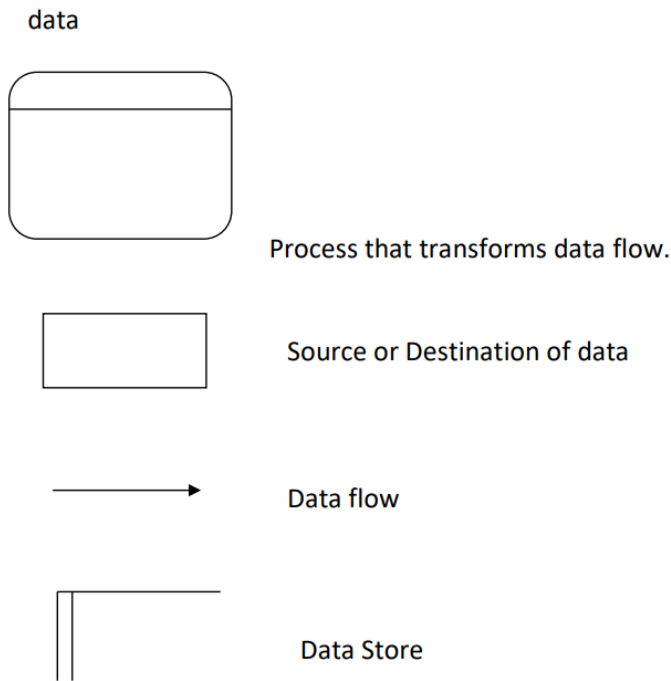 data
Process that transforms data flow.
Source or Destination of data
Data flow
Data Store